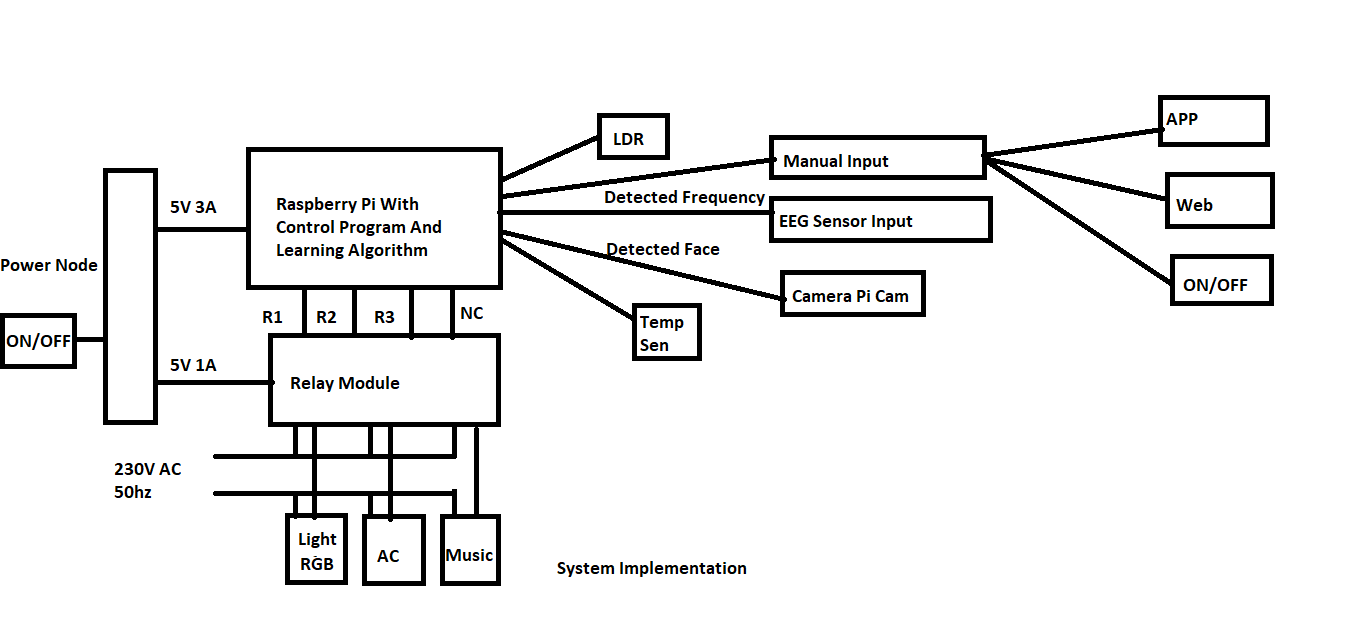 APP
LDR
Manual Input
Detected Frequency
Web
5V 3A
Raspberry Pi With
Control Program And
Learning Algorithm
EEG Sensor Input
Detected Face
Power Node
ON/OFF
Camera Pi Cam
R1
R2
R3
NC
Temp
Sen
ON/OFF
5V 1A
Relay Module
230V AC
50hz
Light
RGB
AC
Music
System Implementation